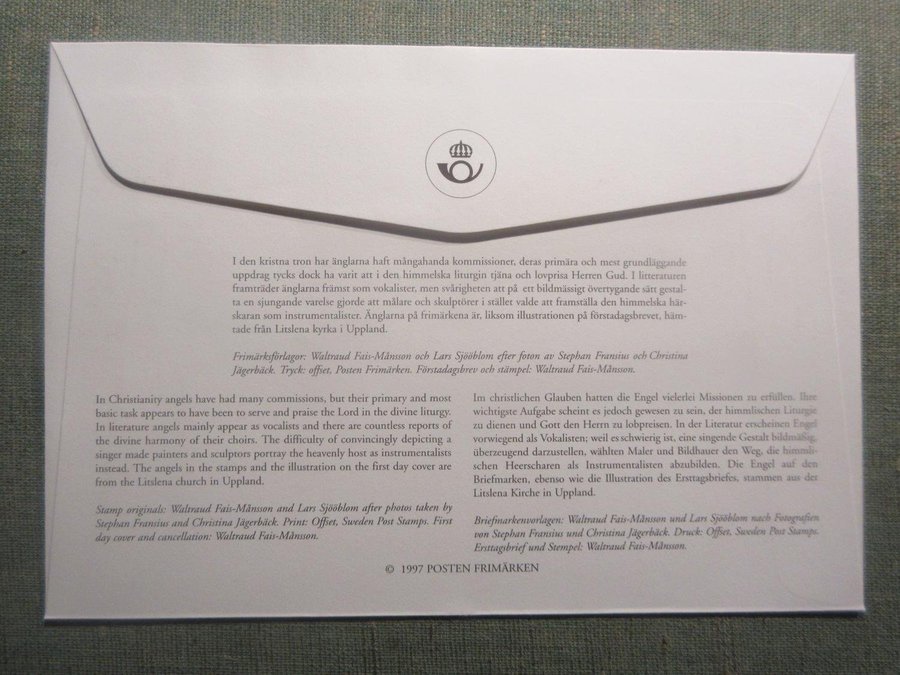 I den kristna tron har änglarna haft mångahanda kommissioner, deras primära och mest grundläggande
uppdrag tycks dock ha varit att i den himmelska liturgin tjäna och lovprisa Herren Gud. I litteraturen
framträder änglarna främst som vokalister, men svårigheten att på ett bildmässigt övertygande sätt gestal-
ta en sjungande varelse gjorde att målare och skulptörer i stället valde att framställa den himmelska här-
skaran som instrumentalister. Änglarna på frimärkena är, liksom illustrationen på förstadagsbrevet, häm-
tade från Litslena kyrka i Uppland.
Frimärksförlagor: Waltraud Fais-Månsson och Lars Sjööblom efter foton av Stephan Fransius och Christina
Jägerbäck. Tryck: offset, Posten Frimärken. Förstadagsbrev och stämpel: Waltraud Fais-Månsson.
In Christianity angels have had many commissions, but their primary and most
basic task appears to have been to serve and praise the Lord in the divine liturgy.
In literature angels mainly appear as vocalists and there are countless reports of
the divine harmony of their choirs. The difficulty of convincingly depicting a
singer made painters and sculptors portray the heavenly host as instrumentalists
instead. The angels in the stamps and the illustration on the first day cover are
from the Litslena church in Uppland.
Stamp originals: Waltraud Fais-Månsson and Lars Sjööblom after photos taken by
Stephan Fransius and Christina Jägerbäck. Print: Offset, Sweden Post Stamps. First
day cover and cancellation: Waltraud Fais-Månsson.
Im christlichen Glauben hatten die Engel vielerlei Missionen zu erfüllen. Ihre
wichtigste Aufgabe scheint es jedoch gewesen zu sein, der himmlischen Liturgie
zu dienen und Gott den Herrn zu lobpreisen. In der Literatur erscheinen Engel
vorwiegend als Vokalisten; weil es schwierig ist, eine singende Gestalt bildmäßig,
überzeugend darzustellen, wählten Maler und Bildhauer den Weg, die himmli-
schen Heerscharen als Instrumentalisten abzubilden. Die Engel auf den
Briefmarken, ebenso wie die Illustration des Ersttagsbriefes, stammen aus der
Litslena Kirche in Uppland.
Briefmarkenvorlagen: Waltraud Fais-Månsson und Lars Sjööblom nach Fotografien
von Stephan Fransius und Christina Jägerbäck. Druck: Offset, Sweden Post Stamps.
Ersttagsbrief und Stempel: Waltraud Fais-Månsson.
© 1997 POSTEN FRIMÄRKEN